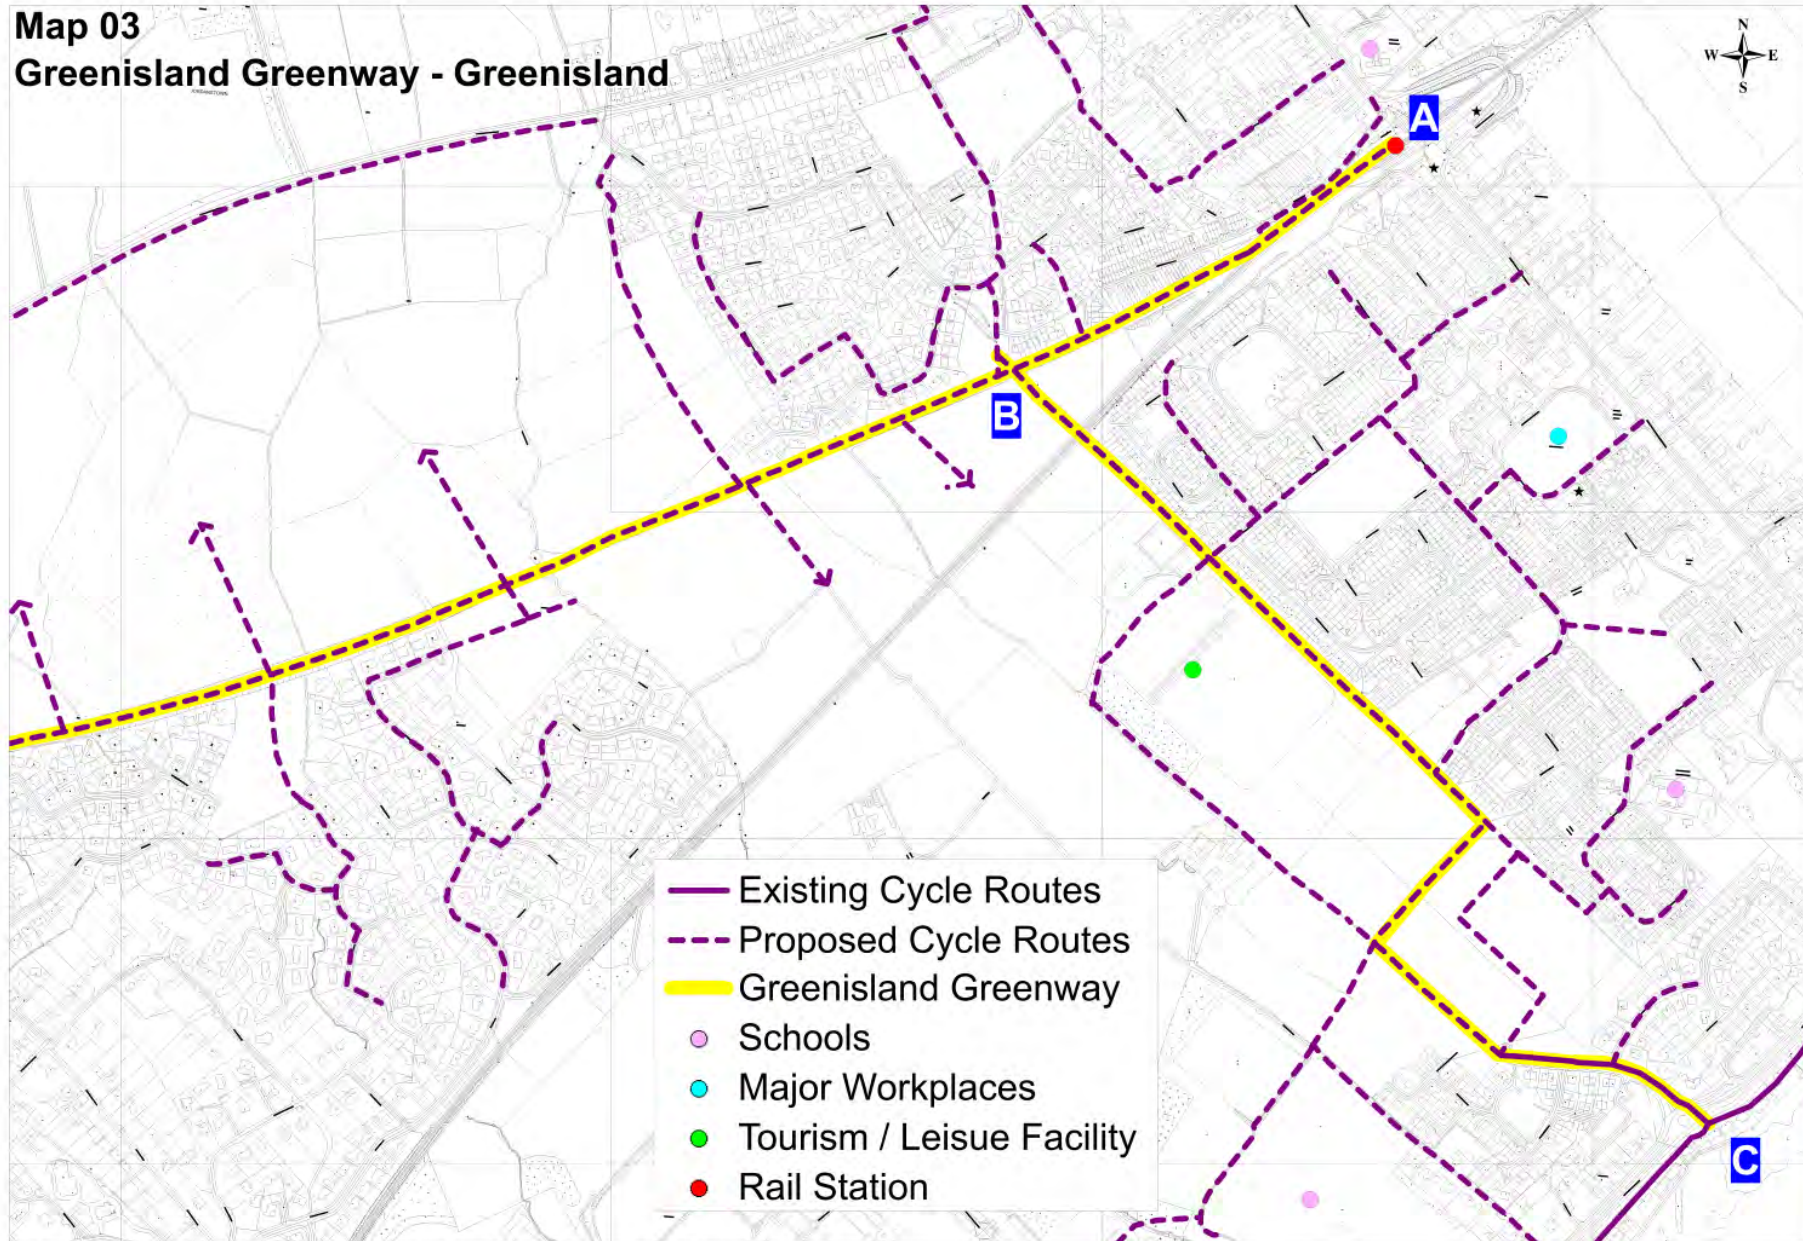 Map 03
Greenisland Greenway - Greenisland
JORDANSTOWN
N
W E
S
A
B
Existing Cycle Routes
Proposed Cycle Routes
Greenisland Greenway
Schools
Major Workplaces
Tourism / Leisue Facility
Rail Station
C